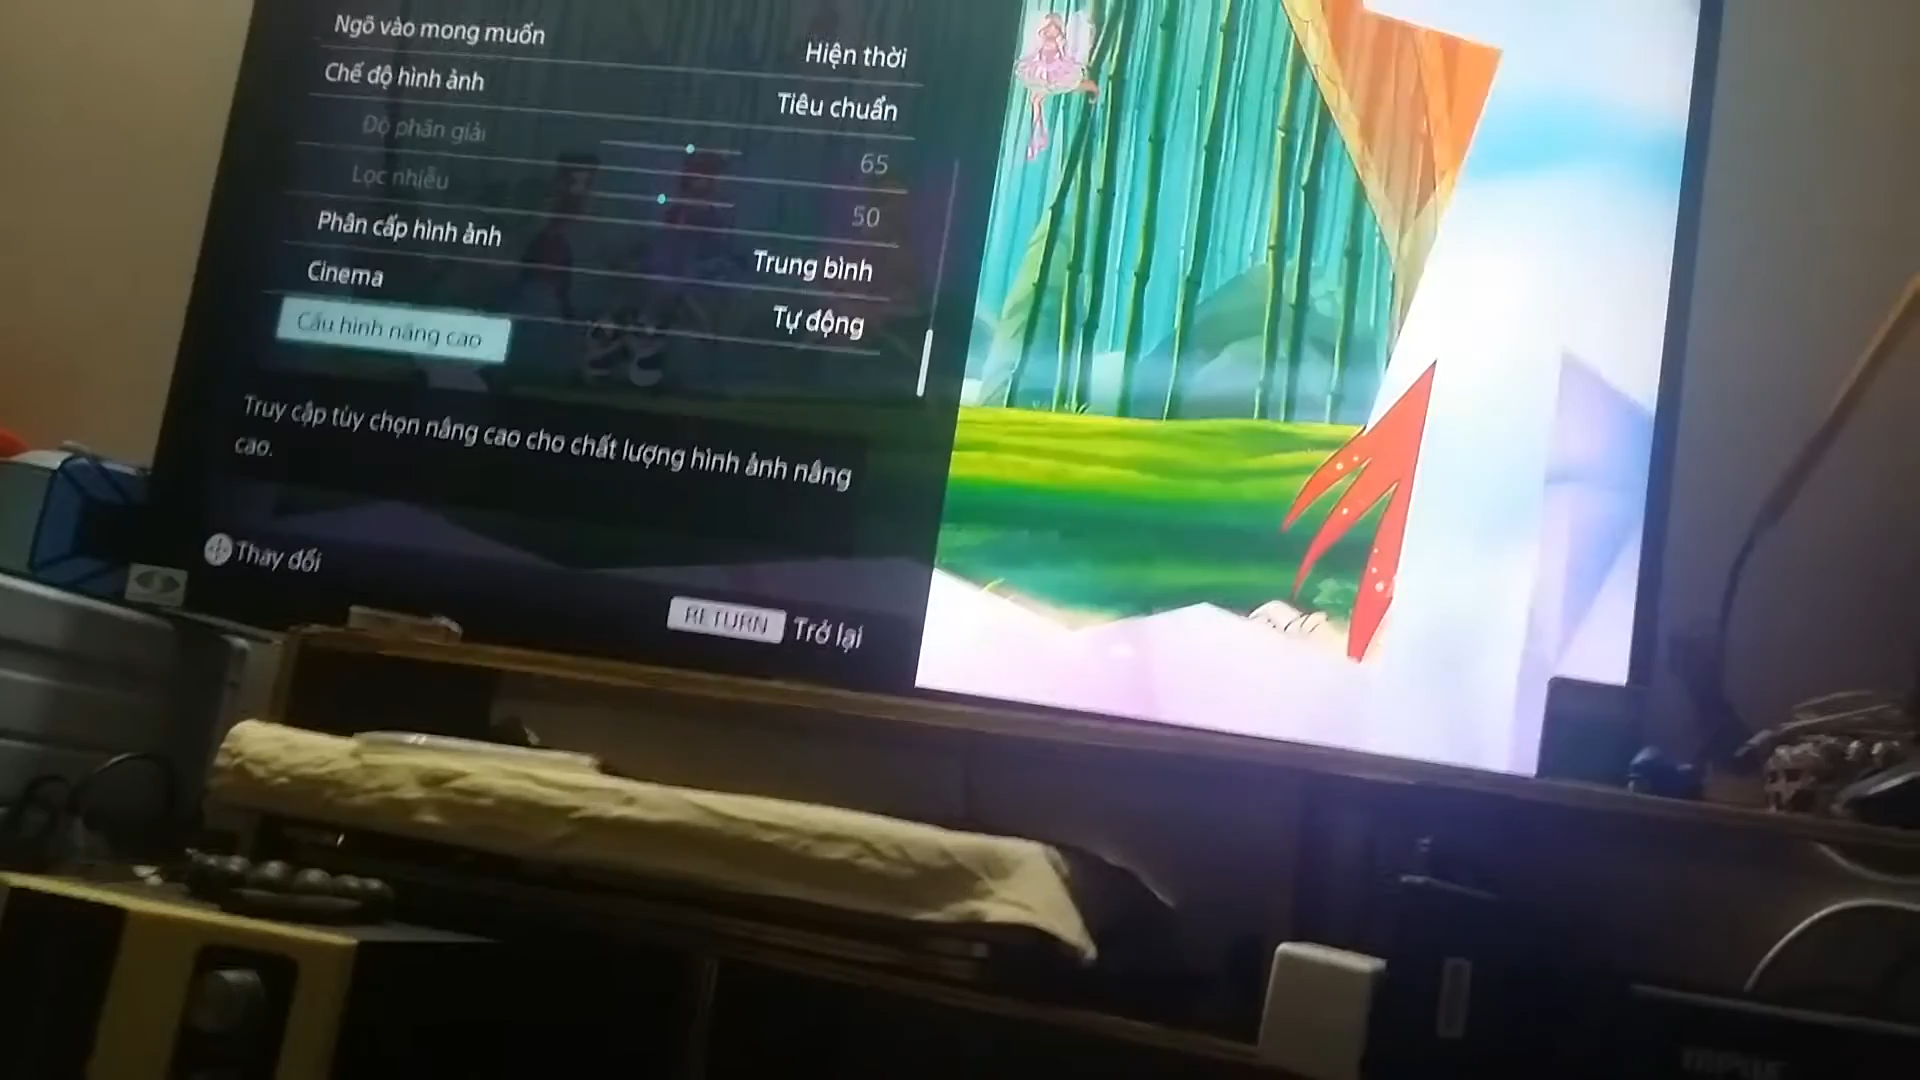 Ngõ vào mong muốn
Hiện thời
Chế độ hình ảnh
Tiêu chuẩn
Độ phân giải
65
Lọc nhiễu
50
Phân cấp hình ảnh
Trung bình
Cinema
Tự động
Cấu hình nâng cao
Truy cập tùy chọn nâng cao cho chất lượng hình ảnh nâng
cao.
Thay đổi
RETURN Trở lại